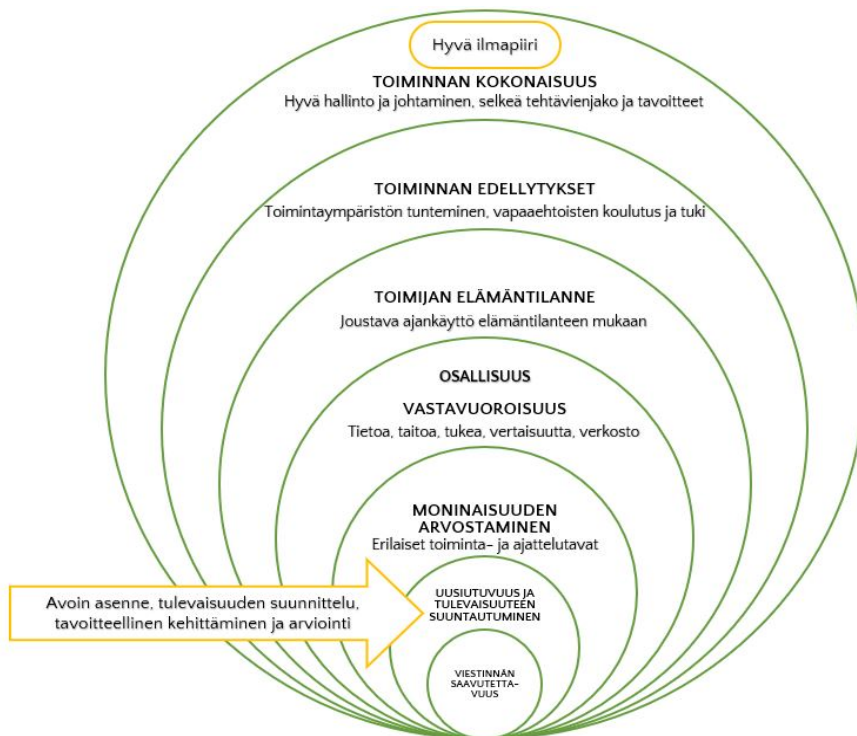 Hyvä ilmapiiri
TOIMINNAN KOKONAISUUS
Hyvä hallinto ja johtaminen, selkeä tehtävienjako ja tavoitteet
TOIMINNAN EDELLYTYKSET
Toimintaympäristön tunteminen, vapaaehtoisten koulutus ja tuki
TOIMIJAN ELÄMÄNTILANNE
Joustava ajankäyttö elämäntilanteen mukaan
OSALLISUUS
VASTAVUOROISUUS
Tietoa, taitoa, tukea, vertaisuutta, verkosto
MONINAISUUDEN
ARVOSTAMINEN
Erilaiset toiminta- ja ajattelutavat
Avoin asenne, tulevaisuuden suunnittelu,
tavoitteellinen kehittäminen ja arviointi
UUSIUTUVUUS JA
TULEVAISUUTEEN
SUUNTAUTUMINEN
VIESTINNÄN
SAAVUTETTA-
VUUS